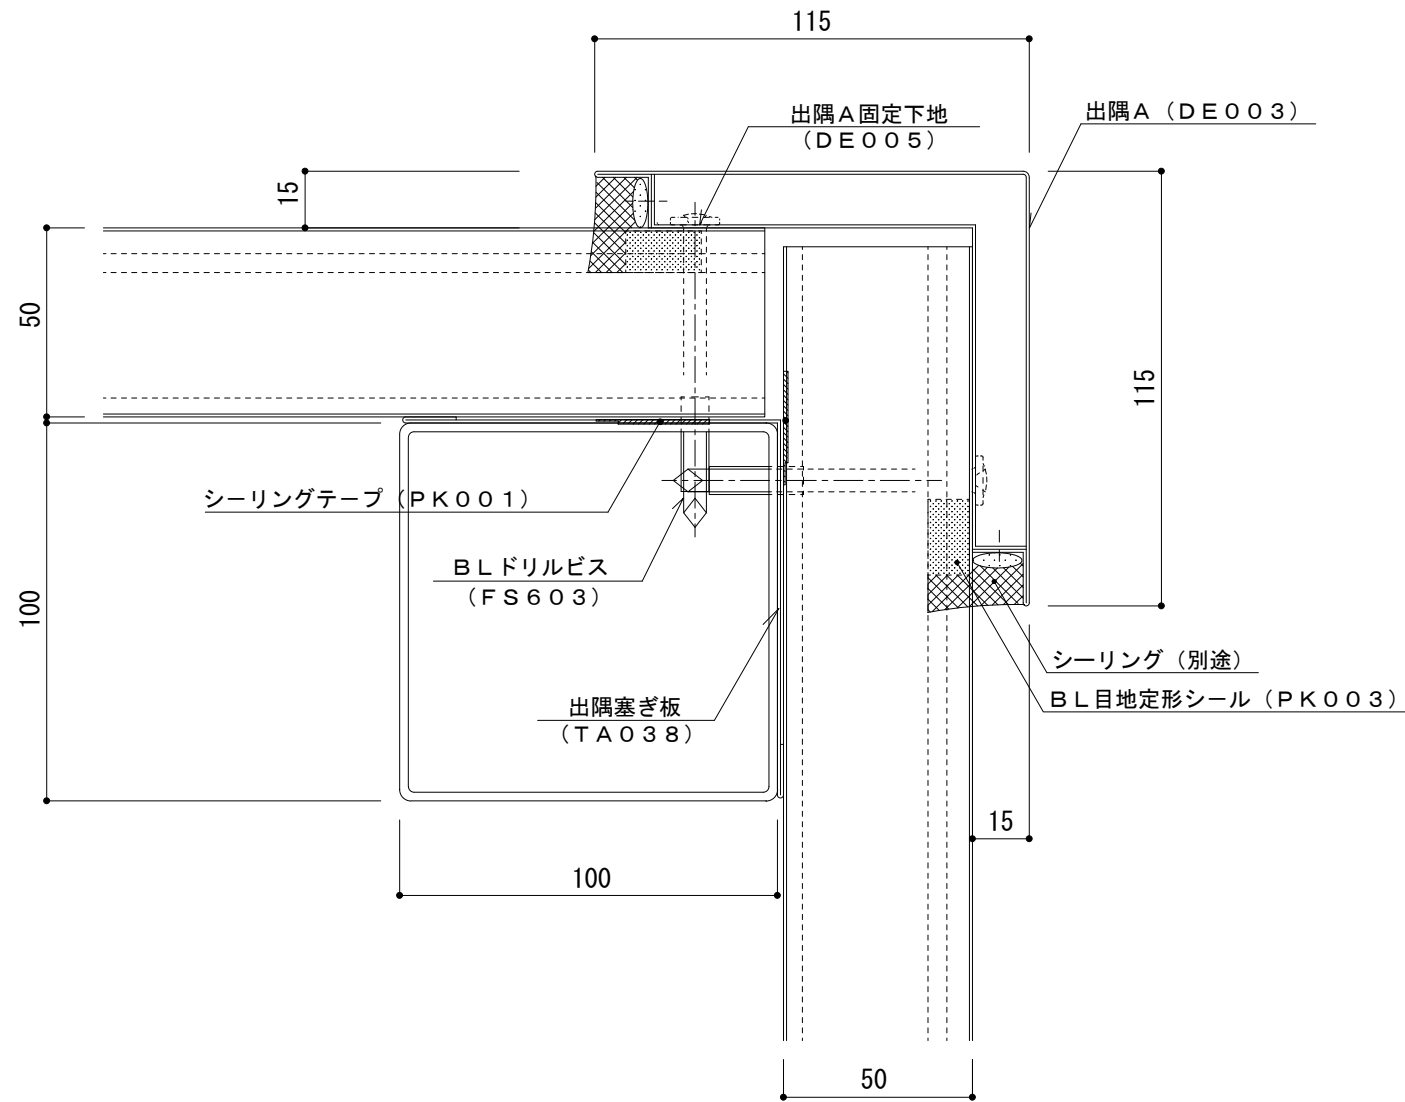 115
出隅A固定下地
（DE005）
出隅A（DE003）
15
50
115
シーリングテープ（PK001）
BLドリルビス
（FS603）
100
シーリング（別途）
BL目地定形シール（PK003）
出隅塞ぎ板
（TA038）
15
100
50